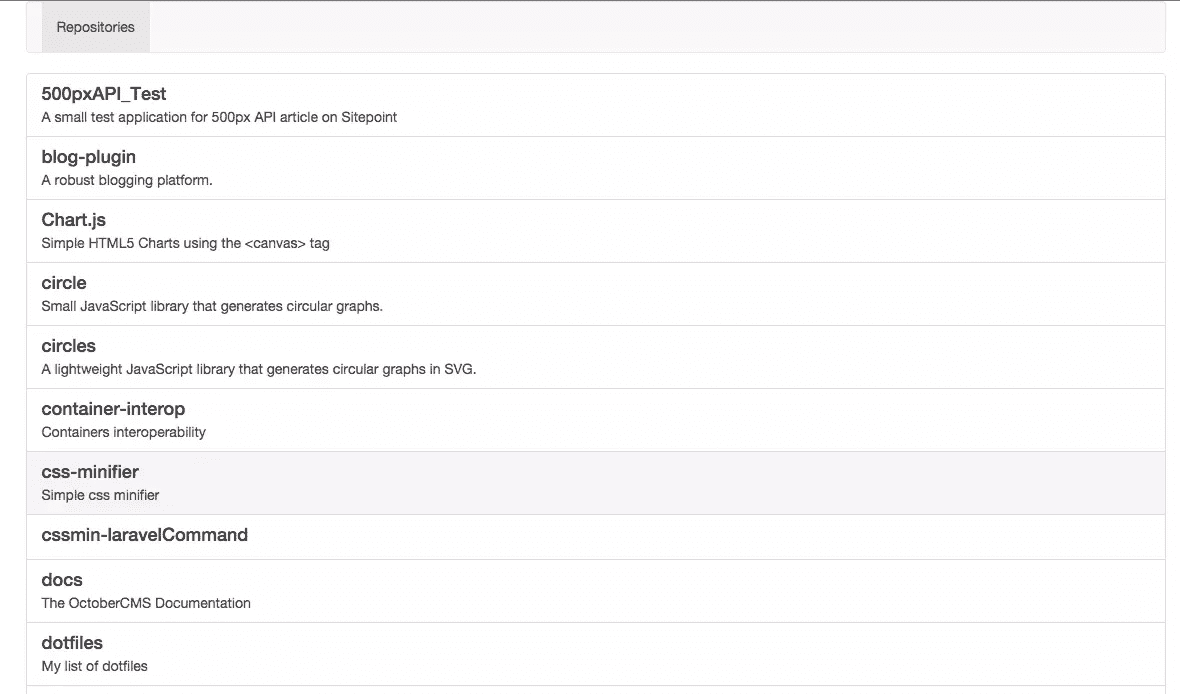 Repositories
500pxAPI_Test
A small test application for 500px API article on Sitepoint
blog-plugin
A robust blogging platform.
Chart.js
Simple HTML5 Charts using the <canvas> tag
circle
Small JavaScript library that generates circular graphs.
circles
A lightweight JavaScript library that generates circular graphs in SVG.
container-interop
Containers interoperability
css-minifier
Simple css minifier
cssmin-laravelCommand
docs
The OctoberCMS Documentation
dotfiles
My list of dotfiles